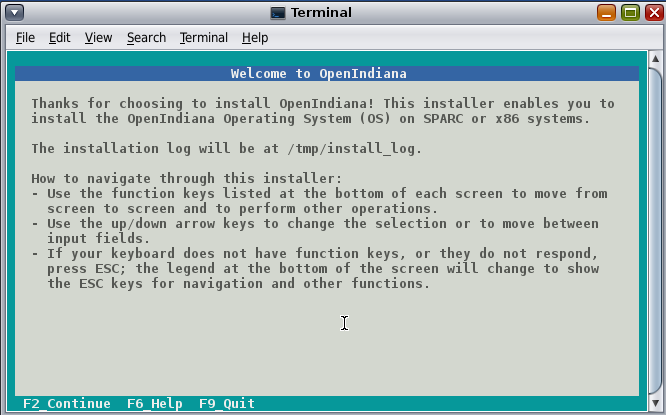 Terminal
File Edit View Search Terminal Help
Welcome to OpenIndiana
Thanks for choosing to install OpenIndiana! This installer enables you to
install the OpenIndiana Operating System (OS) on SPARC or x86 systems.
The installation log will be at /tmp/install_log.
How to navigate through this installer:
- Use the function keys listed at the bottom of each screen to move from
screen to screen and to perform other operations.
- Use the up/down arrow keys to change the selection or to move between
input fields.
- If your keyboard does not have function keys, or they do not respond,
press ESC; the legend at the bottom of the screen will change to show
the ESC keys for navigation and other functions.
F2_Continue F6_Help F9_Quit